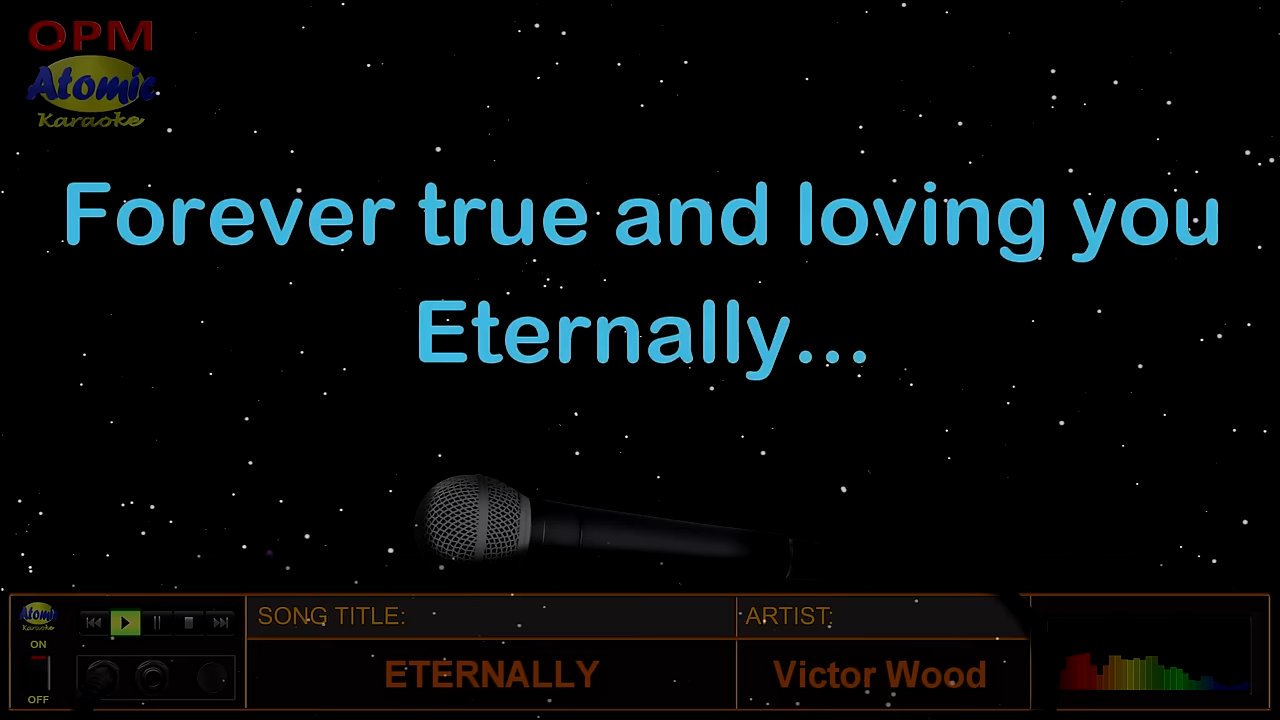 OPM
Atomic
Karaoke
Forever true and loving you
Eternally...
Atomic
Karaoke
SONG TITLE:
ARTIST:
ON
OFF
ETERNALLY
Victor Wood